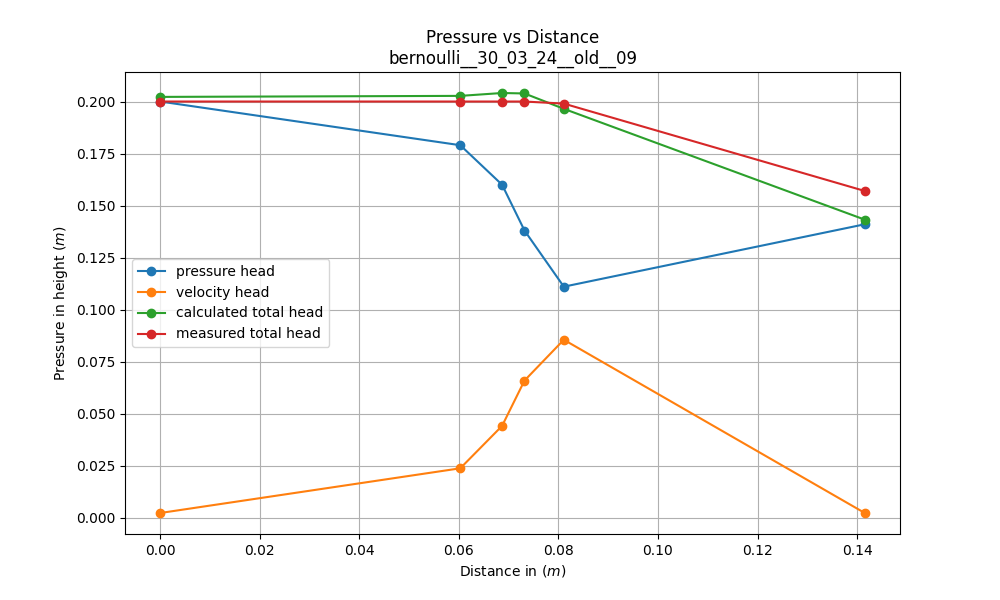 Pressure vs Distance
bernoulli__30_03_24__old__09
0.200
0.175
0.150
0.125
0.100
0.075
0.050
0.025
0.000
Pressure in height (m)
pressure head
velocity head
calculated total head
measured total head
0.00 0.02 0.04 0.06 0.08 0.10 0.12 0.14
Distance in (m)